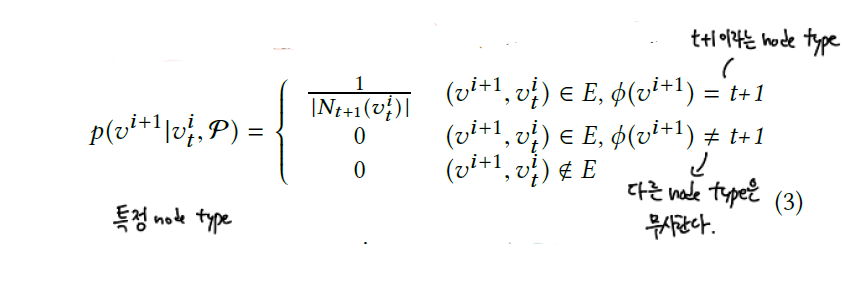 t+1이라는 node type
p(v^{i+1}|v_t^i, 𝒫) = { 1/|N_{t+1}(v_t^i)| (v^{i+1}, v_t^i) ∈ E, ϕ(v^{i+1}) = t+1
0 (v^{i+1}, v_t^i) ∈ E, ϕ(v^{i+1}) ≠ t+1
0 (v^{i+1}, v_t^i) ∉ E
다른 node type은
(3)
특정 node type
무시한다.